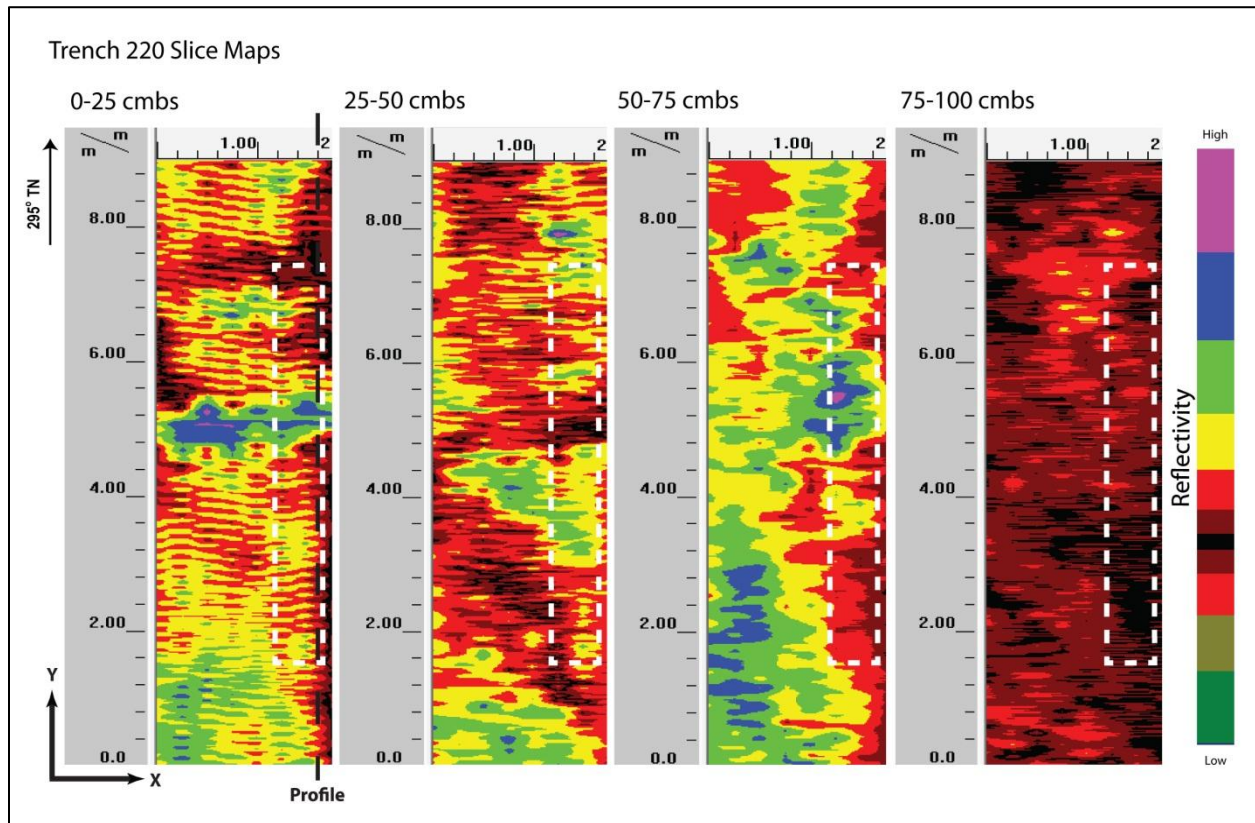 Trench 220 Slice Maps
0-25 cmbs
25-50 cmbs
50-75 cmbs
75-100 cmbs
295° TN
m
m
1.00
2
8.00
6.00
4.00
2.00
0.0
m
m
1.00
2
8.00
6.00
4.00
2.00
0.0
m
m
1.00
2
8.00
6.00
4.00
2.00
0.0
m
m
1.00
2
8.00
6.00
4.00
2.00
0.0
High
Reflectivity
Low
Y
X
Profile